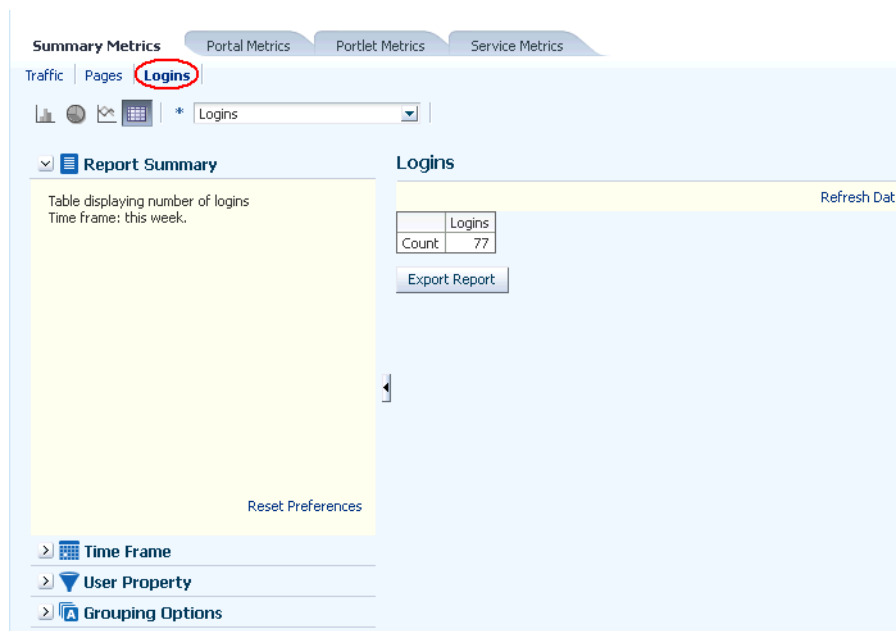 Summary Metrics Portal Metrics Portlet Metrics Service Metrics
Traffic Pages Logins
* Logins
Report Summary
Table displaying number of logins
Time frame: this week.
Reset Preferences
Time Frame
User Property
A Grouping Options
Logins
Refresh Dat
Logins
Count 77
Export Report